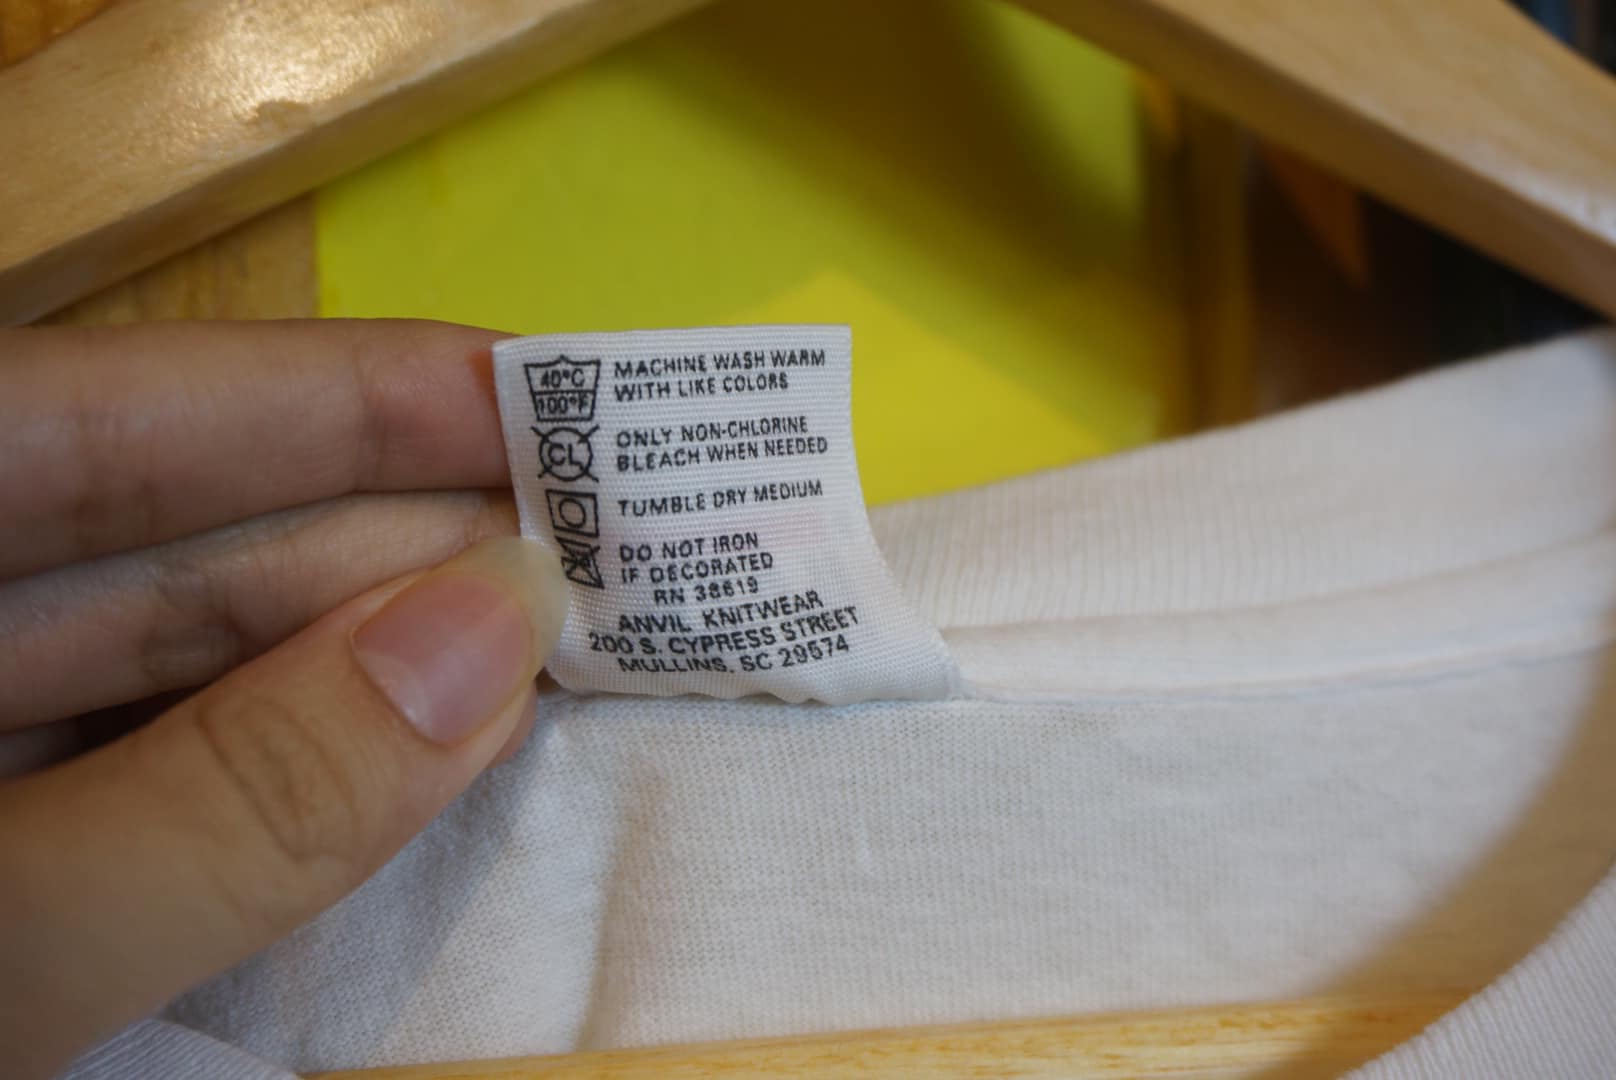 40°C MACHINE WASH WARM
100°F WITH LIKE COLORS
CL ONLY NON-CHLORINE
BLEACH WHEN NEEDED
TUMBLE DRY MEDIUM
DO NOT IRON
IF DECORATED
RN 38619
ANVIL KNITWEAR
200 S. CYPRESS STREET
MULLINS, SC 29574